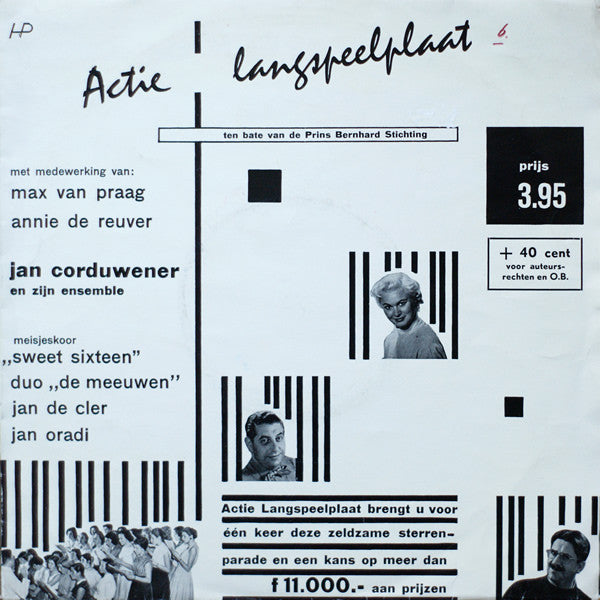 HP
Actie langspeelplaat 6.
ten bate van de Prins Bernhard Stichting
met medewerking van:
max van praag
annie de reuver
jan corduwener
en zijn ensemble
meisjeskoor
„sweet sixteen”
duo „de meeuwen”
jan de cler
jan oradi
prijs
3.95
+ 40 cent
voor auteurs-
rechten en O.B.
Actie Langspeelplaat brengt u voor
één keer deze zeldzame sterren-
parade en een kans op meer dan
f 11.000.- aan prijzen